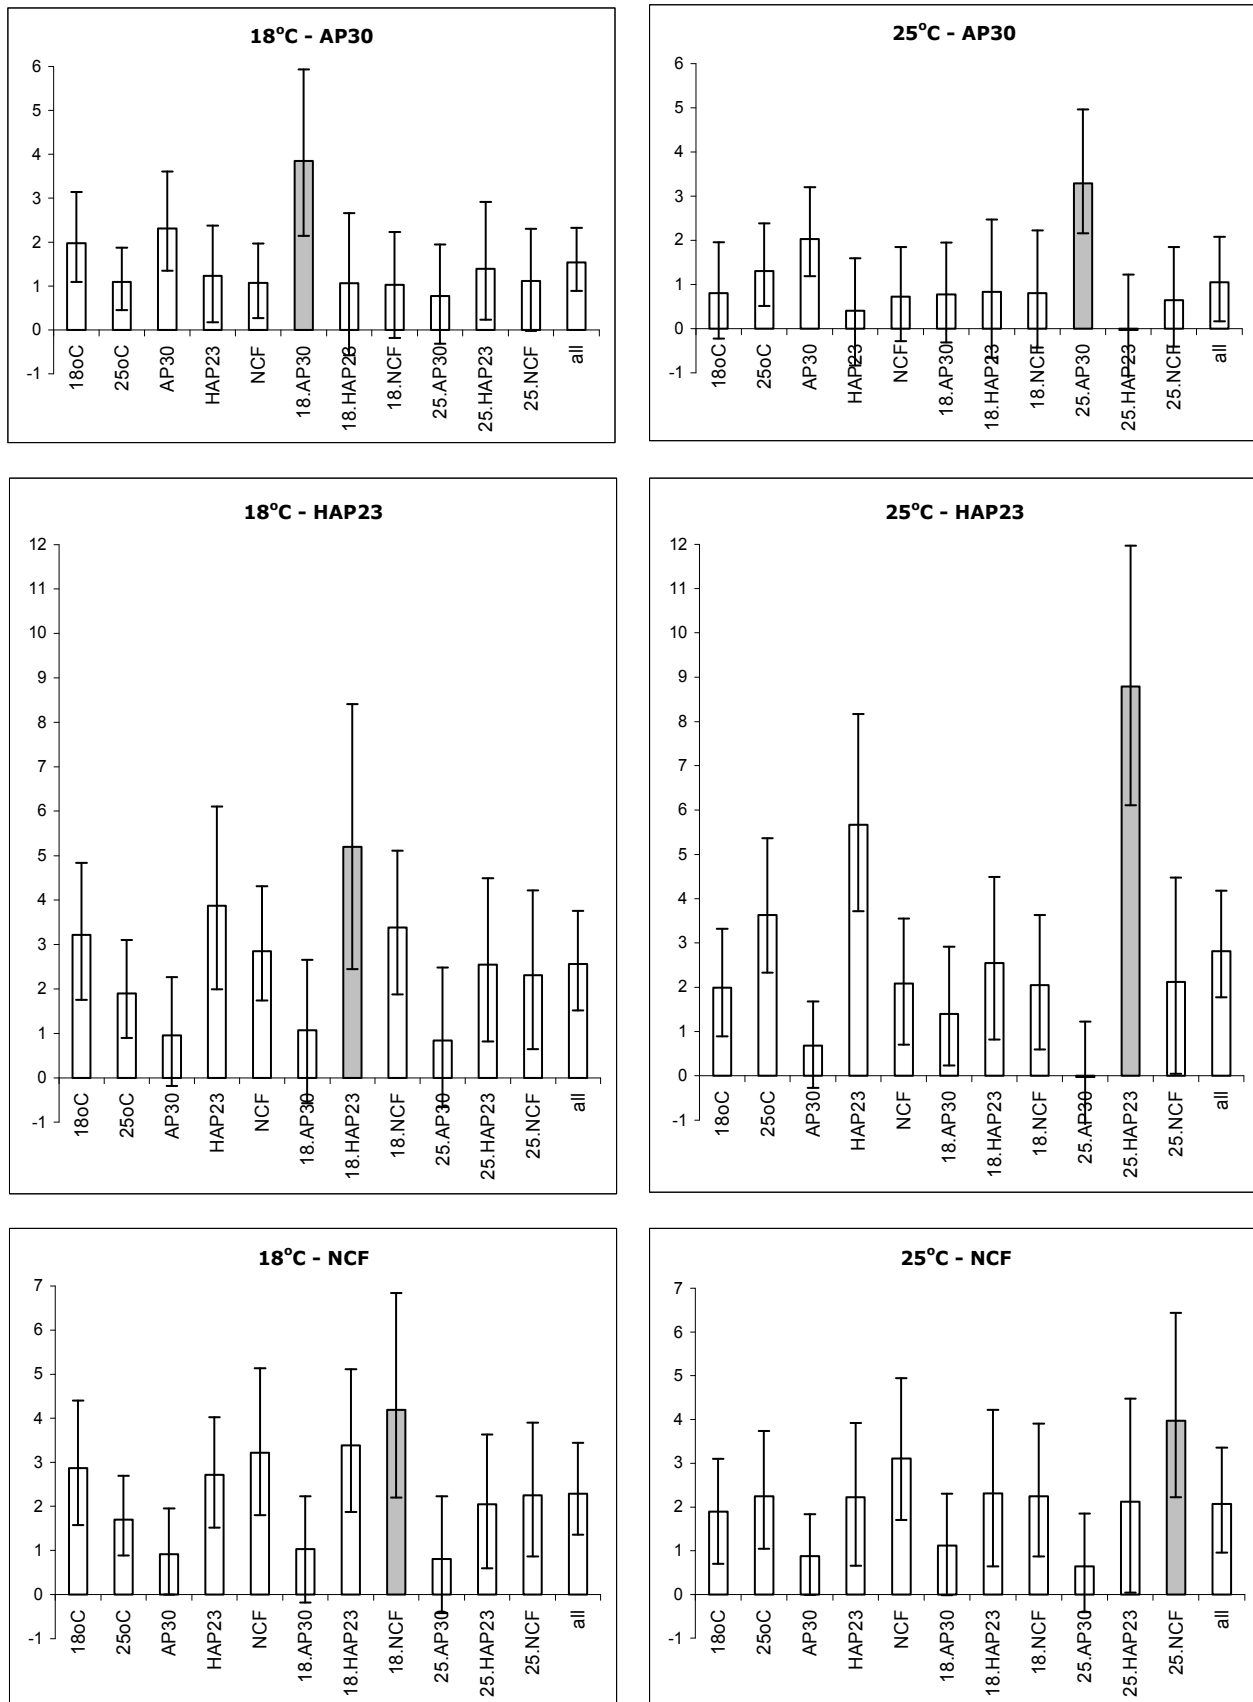 18°C - AP30
6
5
4
3
2
1
0
-1
18oC
25oC
AP30
HAP23
NCF
18.AP30
18.HAP23
18.NCF
25.AP30
25.HAP23
25.NCF
all
25°C - AP30
6
5
4
3
2
1
0
-1
18oC
25oC
AP30
HAP23
NCF
18.AP30
18.HAP23
18.NCF
25.AP30
25.HAP23
25.NCF
all
18°C - HAP23
12
11
10
9
8
7
6
5
4
3
2
1
0
-1
18oC
25oC
AP30
HAP23
NCF
18.AP30
18.HAP23
18.NCF
25.AP30
25.HAP23
25.NCF
all
25°C - HAP23
12
11
10
9
8
7
6
5
4
3
2
1
0
-1
18oC
25oC
AP30
HAP23
NCF
18.AP30
18.HAP23
18.NCF
25.AP30
25.HAP23
25.NCF
all
18°C - NCF
7
6
5
4
3
2
1
0
-1
18oC
25oC
AP30
HAP23
NCF
18.AP30
18.HAP23
18.NCF
25.AP30
25.HAP23
25.NCF
all
25°C - NCF
7
6
5
4
3
2
1
0
-1
18oC
25oC
AP30
HAP23
NCF
18.AP30
18.HAP23
18.NCF
25.AP30
25.HAP23
25.NCF
all